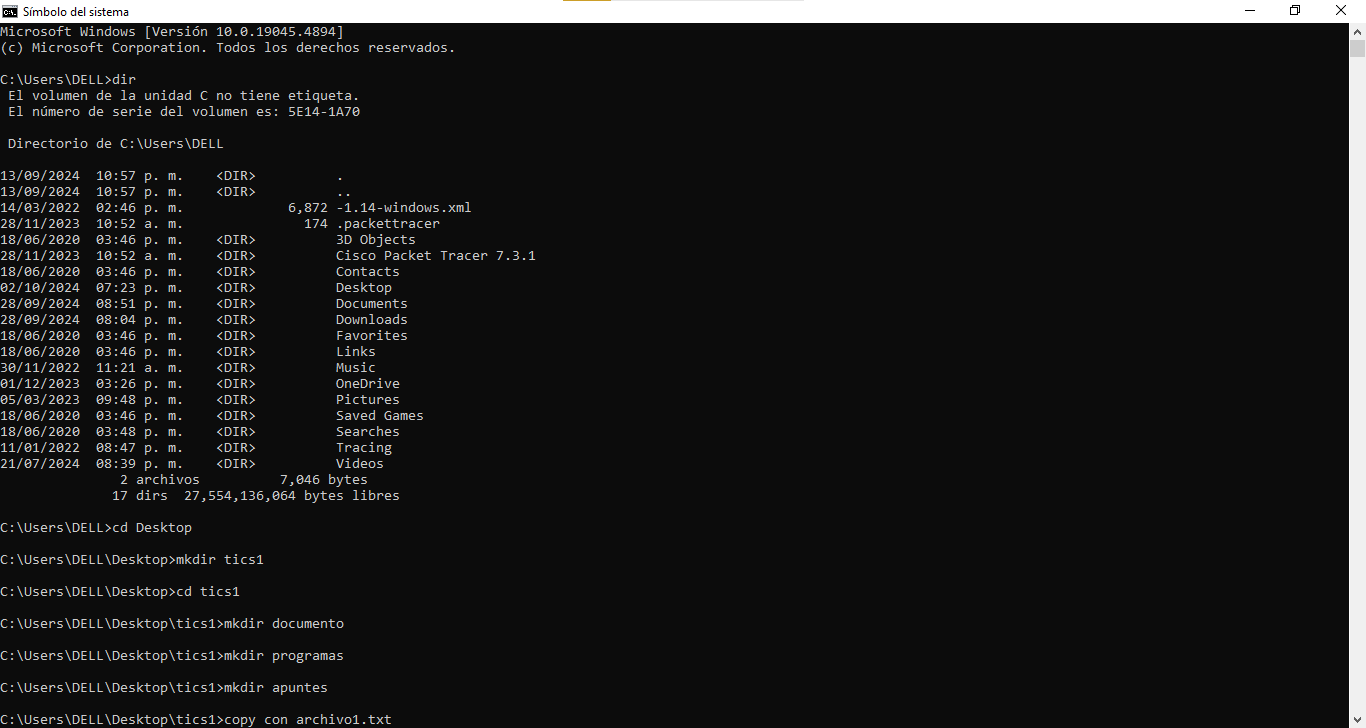 Símbolo del sistema
Microsoft Windows [Versión 10.0.19045.4894]
(c) Microsoft Corporation. Todos los derechos reservados.
C:\Users\DELL>dir
 El volumen de la unidad C no tiene etiqueta.
 El número de serie del volumen es: 5E14-1A70
 Directorio de C:\Users\DELL
13/09/2024  10:57 p. m.    <DIR>          .
13/09/2024  10:57 p. m.    <DIR>          ..
14/03/2022  02:46 p. m.             6,872 -1.14-windows.xml
28/11/2023  10:52 a. m.               174 .packettracer
18/06/2020  03:46 p. m.    <DIR>          3D Objects
28/11/2023  10:52 a. m.    <DIR>          Cisco Packet Tracer 7.3.1
18/06/2020  03:46 p. m.    <DIR>          Contacts
02/10/2024  07:23 p. m.    <DIR>          Desktop
28/09/2024  08:51 p. m.    <DIR>          Documents
28/09/2024  08:04 p. m.    <DIR>          Downloads
18/06/2020  03:46 p. m.    <DIR>          Favorites
18/06/2020  03:46 p. m.    <DIR>          Links
30/11/2022  11:21 a. m.    <DIR>          Music
01/12/2023  03:26 p. m.    <DIR>          OneDrive
05/03/2023  09:48 p. m.    <DIR>          Pictures
18/06/2020  03:46 p. m.    <DIR>          Saved Games
18/06/2020  03:48 p. m.    <DIR>          Searches
11/01/2022  08:47 p. m.    <DIR>          Tracing
21/07/2024  08:39 p. m.    <DIR>          Videos
               2 archivos          7,046 bytes
              17 dirs  27,554,136,064 bytes libres
C:\Users\DELL>cd Desktop
C:\Users\DELL\Desktop>mkdir tics1
C:\Users\DELL\Desktop>cd tics1
C:\Users\DELL\Desktop\tics1>mkdir documento
C:\Users\DELL\Desktop\tics1>mkdir programas
C:\Users\DELL\Desktop\tics1>mkdir apuntes
C:\Users\DELL\Desktop\tics1>copy con archivo1.txt